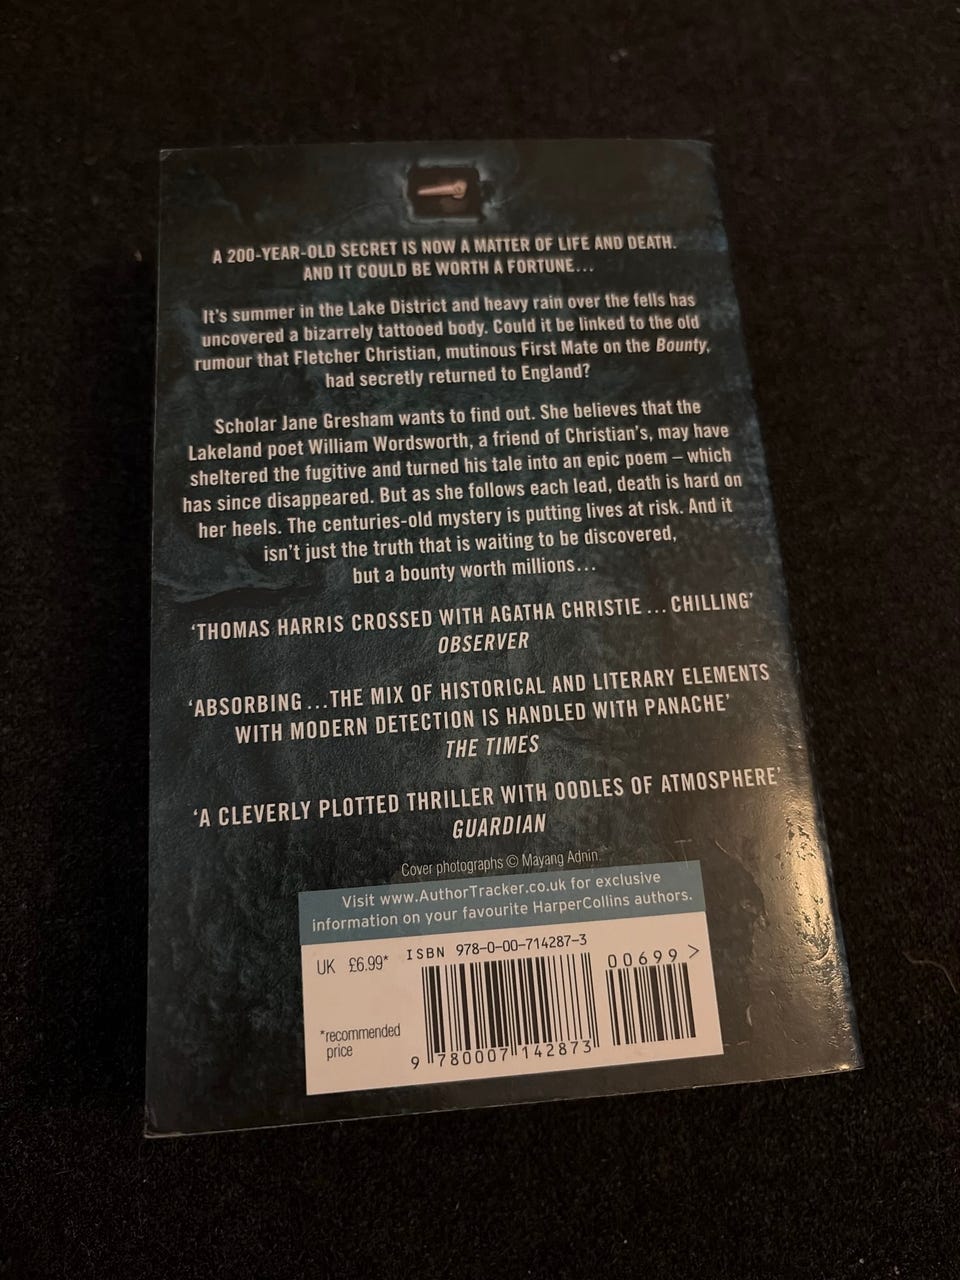 A 200-YEAR-OLD SECRET IS NOW A MATTER OF LIFE AND DEATH.
AND IT COULD BE WORTH A FORTUNE...
It's summer in the Lake District and heavy rain over the fells has
uncovered a bizarrely tattooed body. Could it be linked to the old
rumour that Fletcher Christian, mutinous First Mate on the Bounty,
had secretly returned to England?
Scholar Jane Gresham wants to find out. She believes that the
Lakeland poet William Wordsworth, a friend of Christian's, may have
sheltered the fugitive and turned his tale into an epic poem – which
has since disappeared. But as she follows each lead, death is hard on
her heels. The centuries-old mystery is putting lives at risk. And it
isn't just the truth that is waiting to be discovered,
but a bounty worth millions...
'THOMAS HARRIS CROSSED WITH AGATHA CHRISTIE ... CHILLING'
OBSERVER
'ABSORBING ...THE MIX OF HISTORICAL AND LITERARY ELEMENTS
WITH MODERN DETECTION IS HANDLED WITH PANACHE'
THE TIMES
'A CLEVERLY PLOTTED THRILLER WITH OODLES OF ATMOSPHERE'
GUARDIAN
Cover photographs © Mayang Adnin.
Visit www.AuthorTracker.co.uk for exclusive
information on your favourite HarperCollins authors.
UK £6.99*
ISBN 978-0-00-714287-3
00699 >
*recommended
price
9 780007 142873